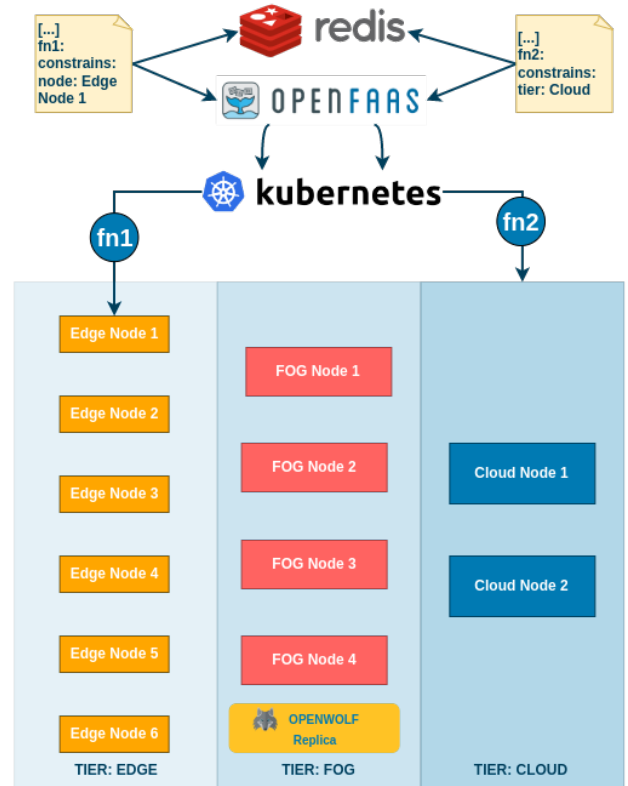 [...]
fn1:
constrains:
node: Edge
Node 1
redis
[...]
fn2:
constrains:
tier: Cloud
OPENFAAS
kubernetes
fn1
fn2
Edge Node 1
Edge Node 2
Edge Node 3
Edge Node 4
Edge Node 5
Edge Node 6
TIER: EDGE
FOG Node 1
FOG Node 2
FOG Node 3
FOG Node 4
OPENWOLF
Replica
TIER: FOG
Cloud Node 1
Cloud Node 2
TIER: CLOUD